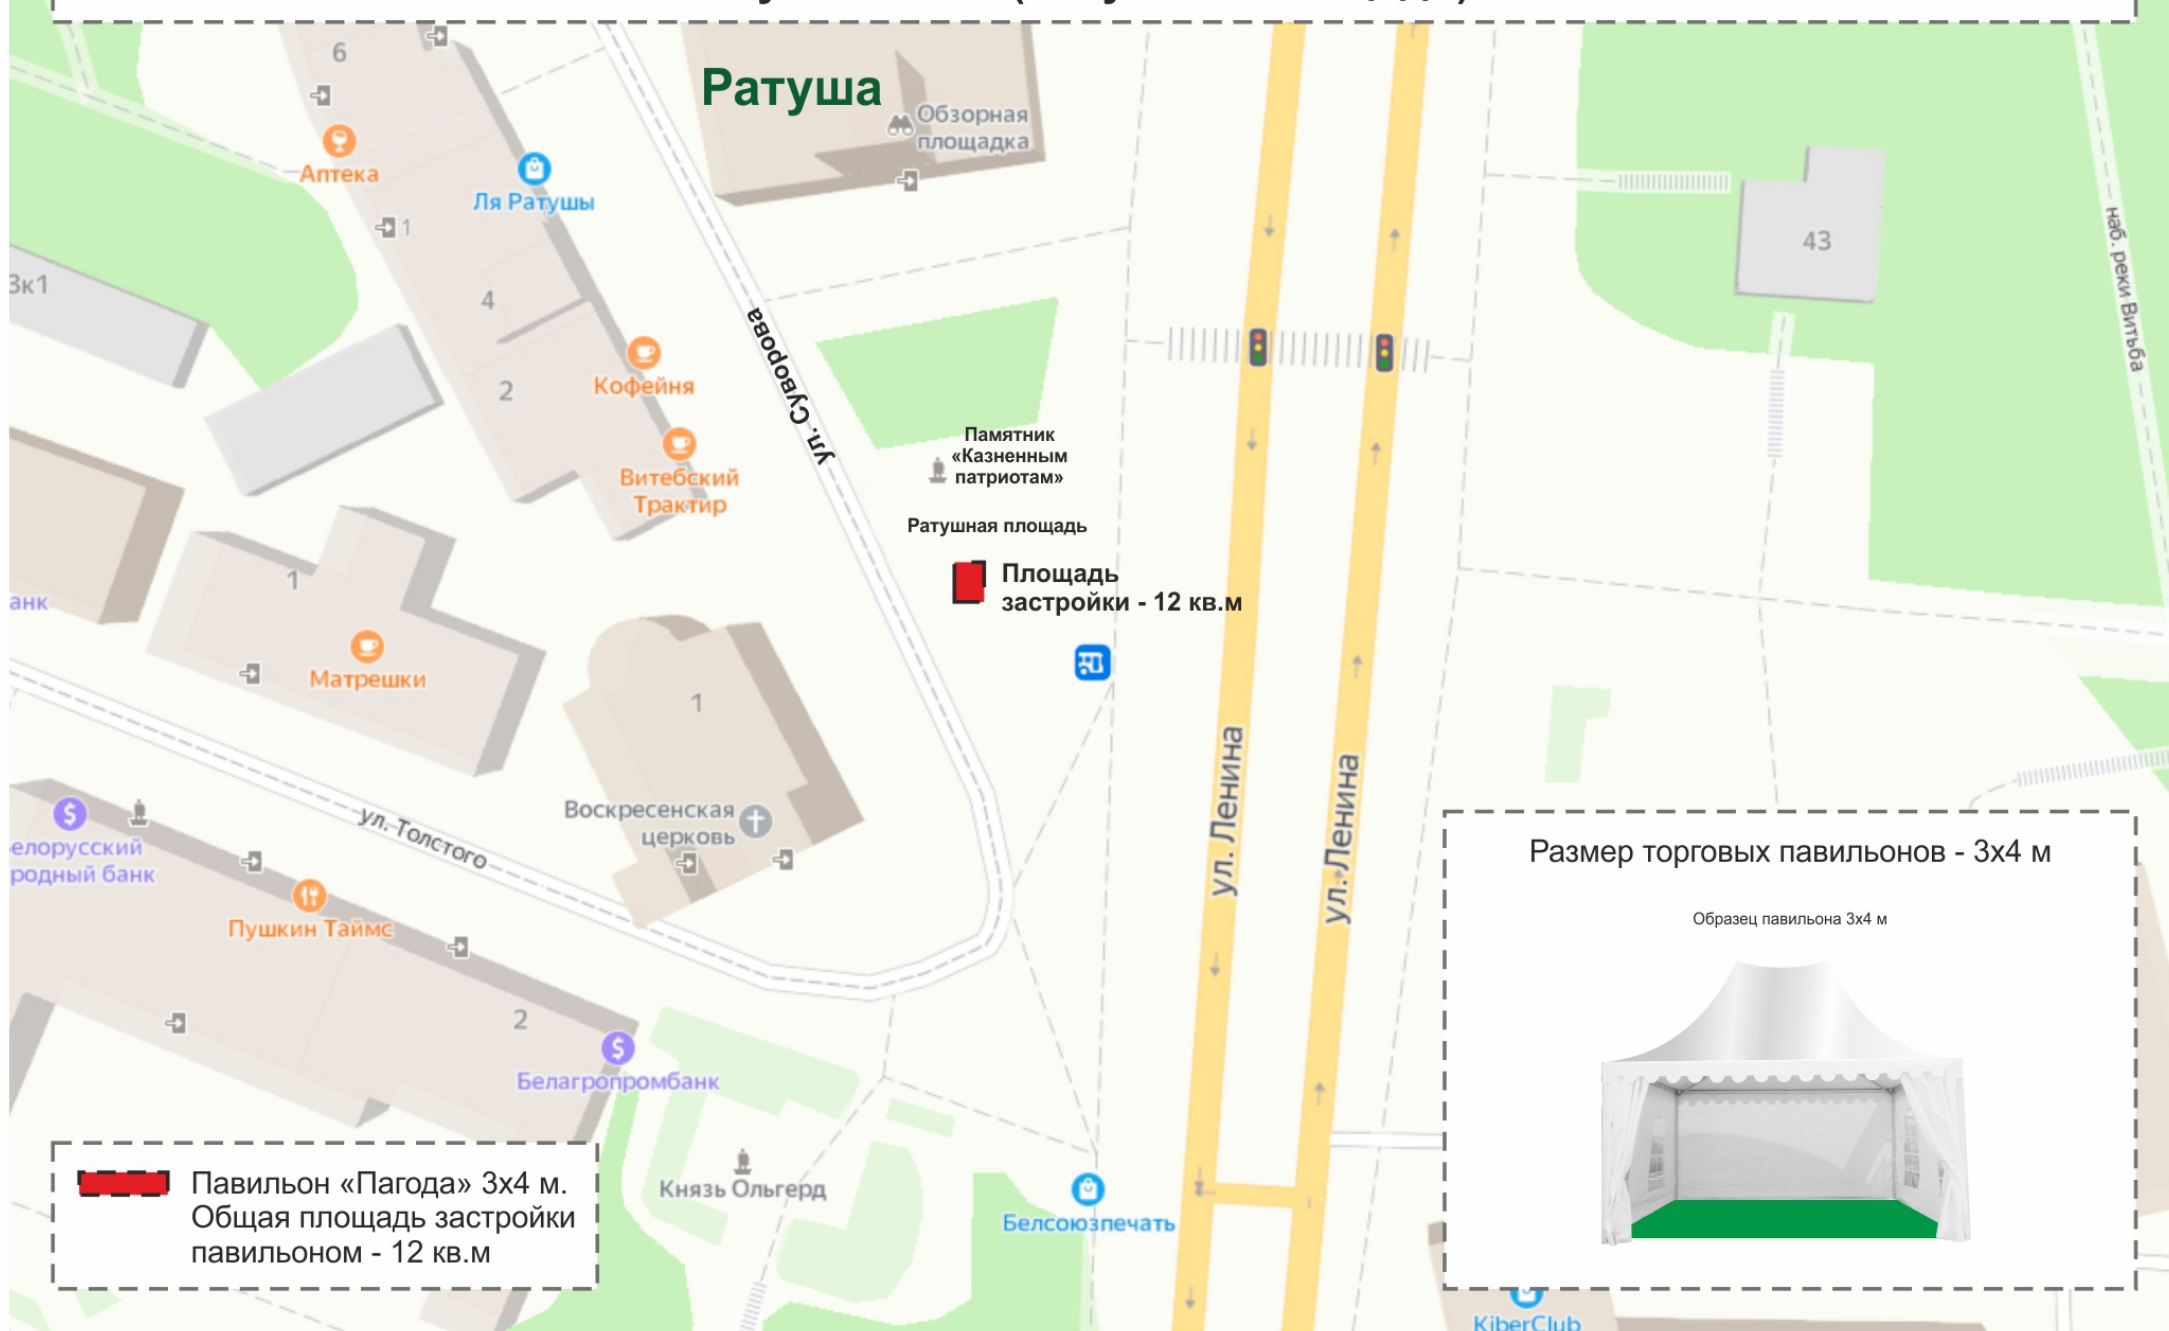 Ратуша
6
Обзорная
площадка
Аптека
Ля Ратушы
1
43
наб. реки Витьба
3к1
4
ул. Суворова
2
Кофейня
Витебский
Трактир
Памятник
«Казненным
патриотам»
Ратушная площадь
Площадь
застройки - 12 кв.м
1
анк
Матрешки
1
ул. Ленина
ул. Ленина
Воскресенская
церковь
ул. Толстого
елорусский
родный банк
Пушкин Таймс
2
Белагропромбанк
Князь Ольгерд
Белсоюзпечать
Размер торговых павильонов - 3х4 м
Образец павильона 3х4 м
Павильон «Пагода» 3х4 м.
Общая площадь застройки
павильоном - 12 кв.м
KiberClub